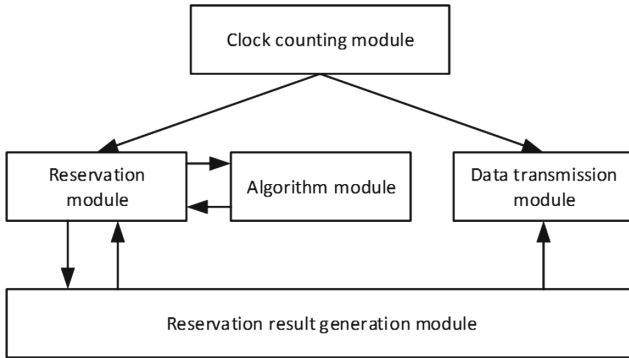 Clock counting module
Reservation
module
Algorithm module
Data transmission
module
Reservation result generation module